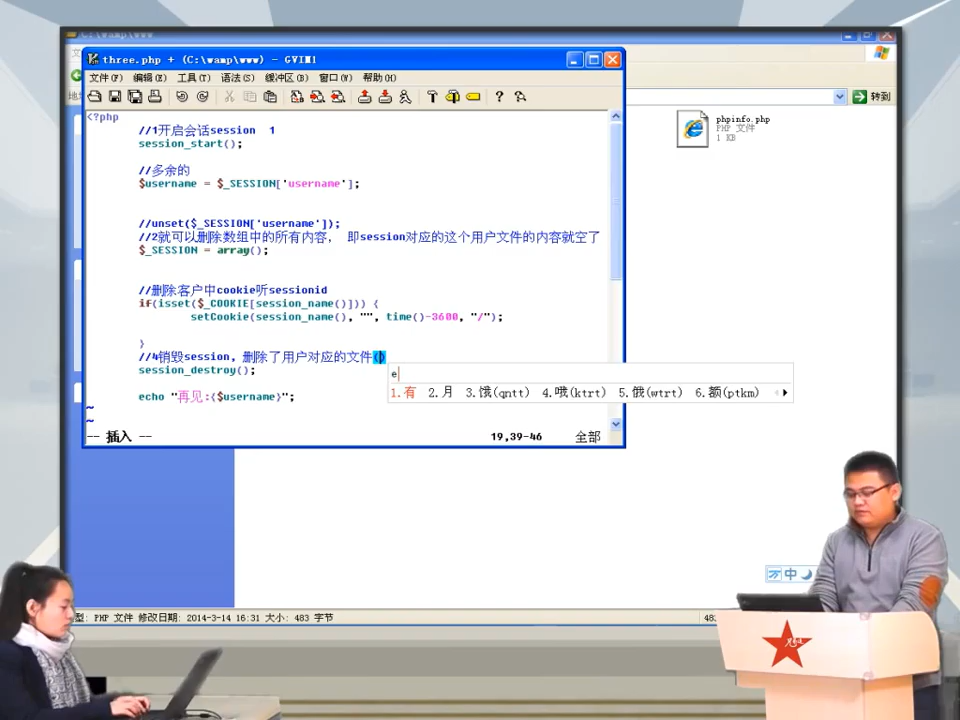 C:\wamp\www
three.php + (C:\wamp\www) - GVIM1
文件(F) 编辑(E) 工具(T) 语法(S) 缓冲区(B) 窗口(W) 帮助(H)
转到
<?php
//1开启会话session 1
session_start();
//多余的
$username = $_SESSION['username'];
//unset($_SESSION['username']);
//2就可以删除数组中的所有内容， 即session对应的这个用户文件的内容就空了
$_SESSION = array();
//删除客户中cookie听sessionid
if(isset($_COOKIE[session_name()])) {
setCookie(session_name(), "", time()-3600, "/");
}
//4销毁session，删除了用户对应的文件()
session_destroy();
echo "再见:{$username}";
~
~
-- 插入 --
19,39-46 全部
e
1.有 2.月 3.饿(qntt) 4.哦(ktrt) 5.俄(wtrt) 6.额(ptkm)
phpinfo.php
PHP 文件
1 KB
中
型: PHP 文件 修改日期: 2014-3-14 16:31 大小: 483 字节